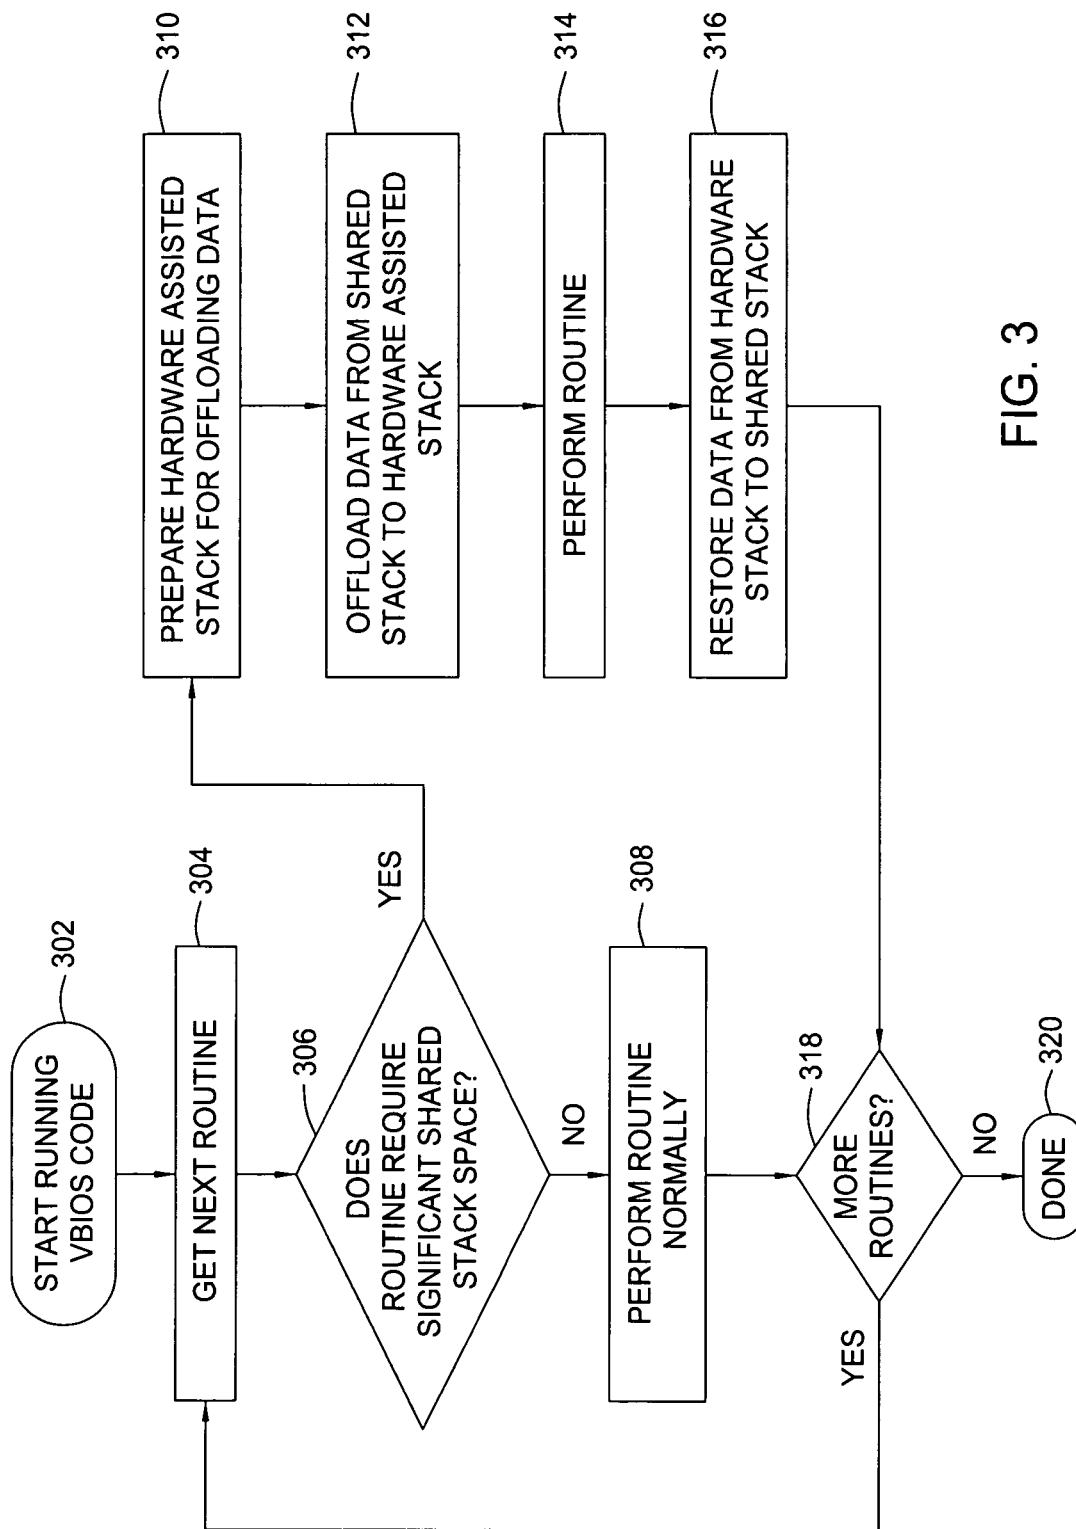 START RUNNING
VBIOS CODE
302
GET NEXT ROUTINE
304
DOES
ROUTINE REQUIRE
SIGNIFICANT SHARED
STACK SPACE?
306
YES
NO
PERFORM ROUTINE
NORMALLY
308
PREPARE HARDWARE ASSISTED
STACK FOR OFFLOADING DATA
310
OFFLOAD DATA FROM SHARED
STACK TO HARDWARE ASSISTED
STACK
312
PERFORM ROUTINE
314
RESTORE DATA FROM HARDWARE
STACK TO SHARED STACK
316
MORE
ROUTINES?
318
YES
NO
DONE
320
FIG. 3